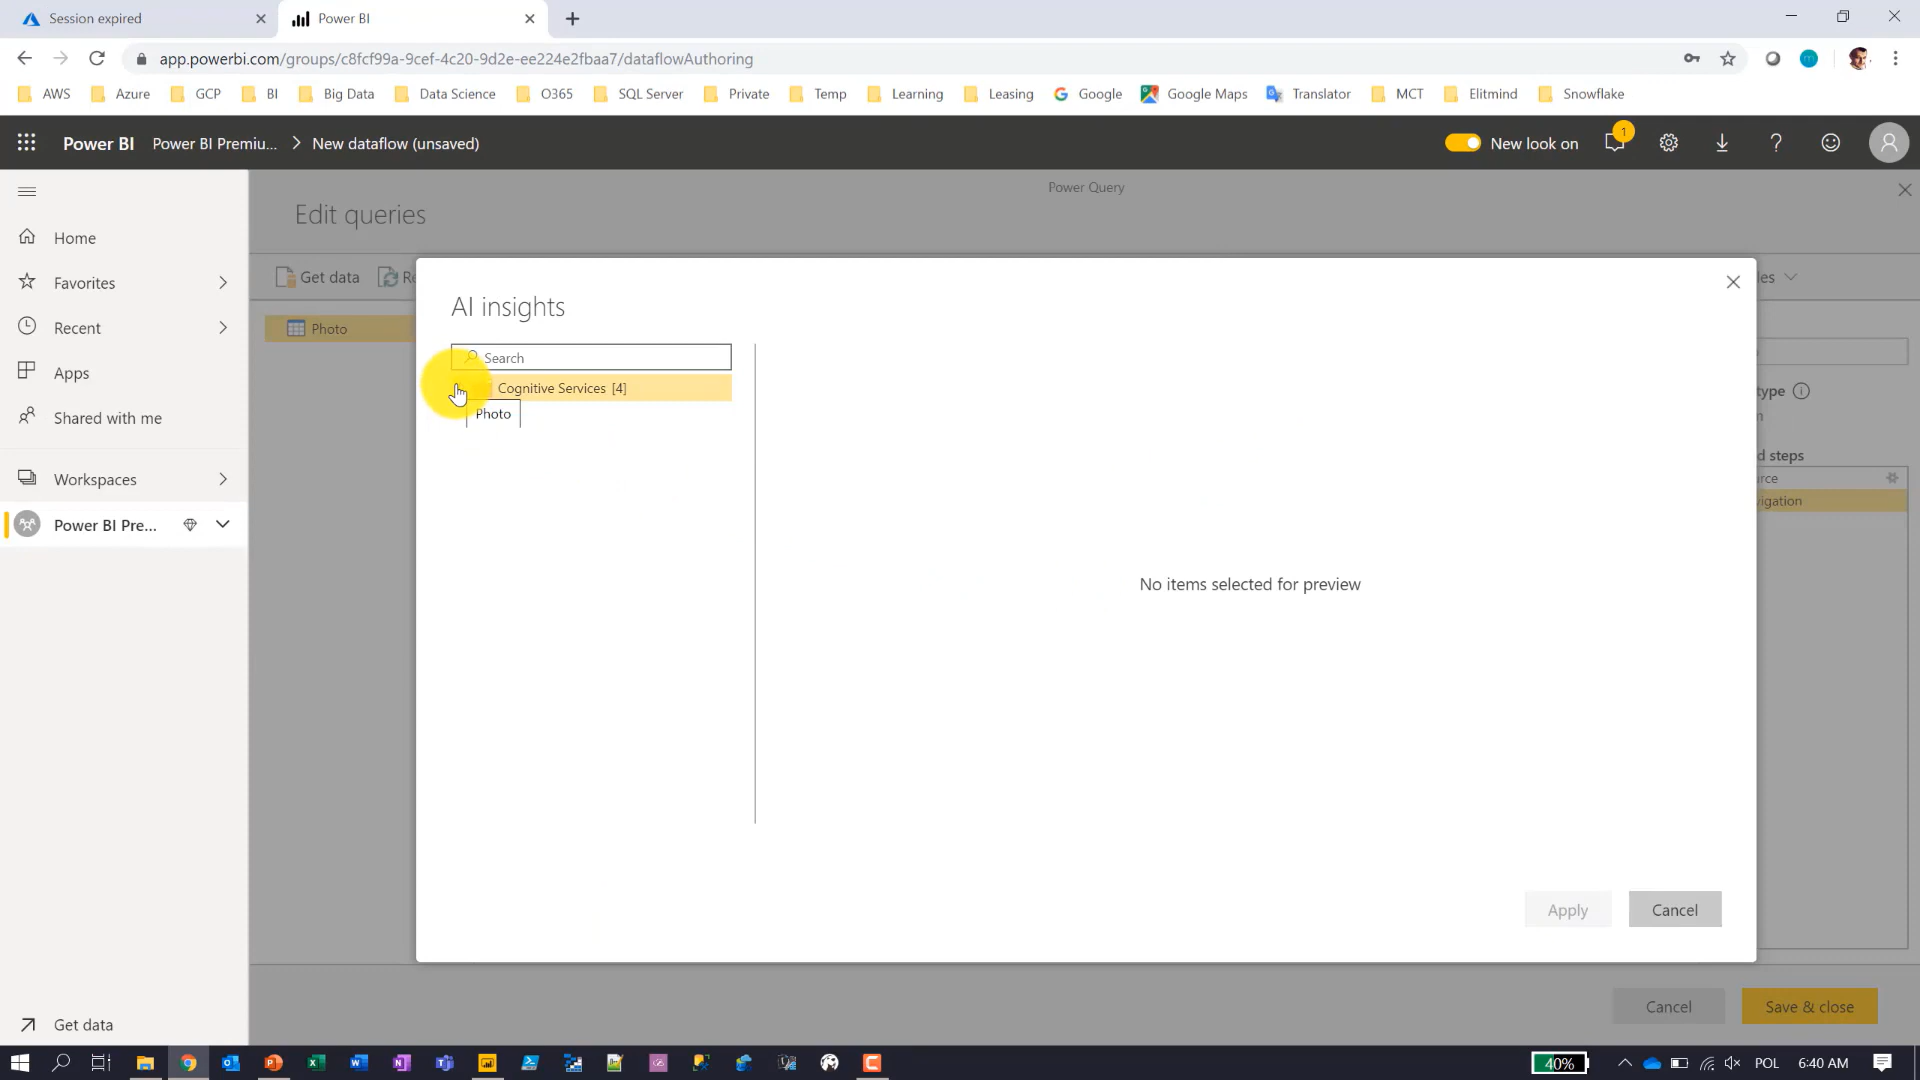 Session expired
Power BI
app.powerbi.com/groups/c8fcf99a-9cef-4c20-9d2e-ee224e2fbaa7/dataflowAuthoring
AWS Azure GCP BI Big Data Data Science O365 SQL Server Private Temp Learning Leasing Google Google Maps Translator MCT Elitmind Snowflake
Power BI Power BI Premiu... New dataflow (unsaved) New look on 1
Power Query
Edit queries
Home
Favorites
Recent
Apps
Shared with me
Workspaces
Power BI Pre...
Get data
Get data Re
Photo
AI insights
Search
Cognitive Services [4]
Photo
No items selected for preview
Apply Cancel
les
type
d steps
rce
vigation
Cancel Save & close
40% POL 6:40 AM